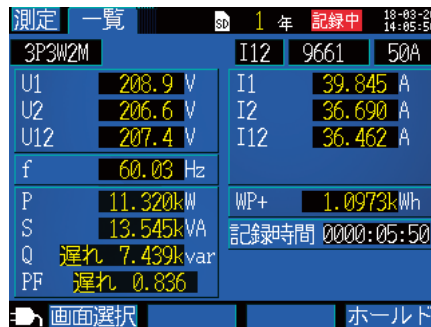 測定 一覧 SD 1 年 記録中 18-03-2
14:05:5
3P3W2M I12 9661 50A
U1 208.9 V I1 39.845 A
U2 206.6 V I2 36.690 A
U12 207.4 V I12 36.462 A
f 60.03 Hz
P 11.320kW WP+ 1.0973kWh
S 13.545kVA 記録時間 0000:05:50
Q 遅れ 7.439kvar
PF 遅れ 0.836
画面選択 ホールド